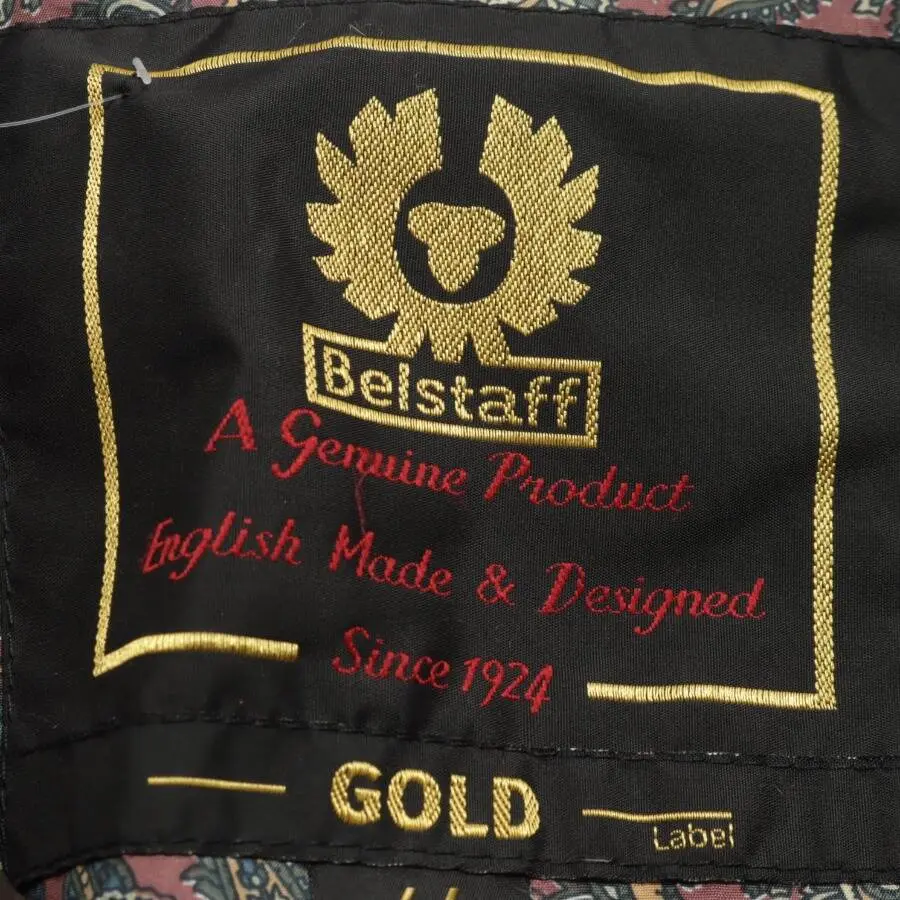 Belstaff
A Genuine Product
English Made & Designed
Since 1924
GOLD
Label